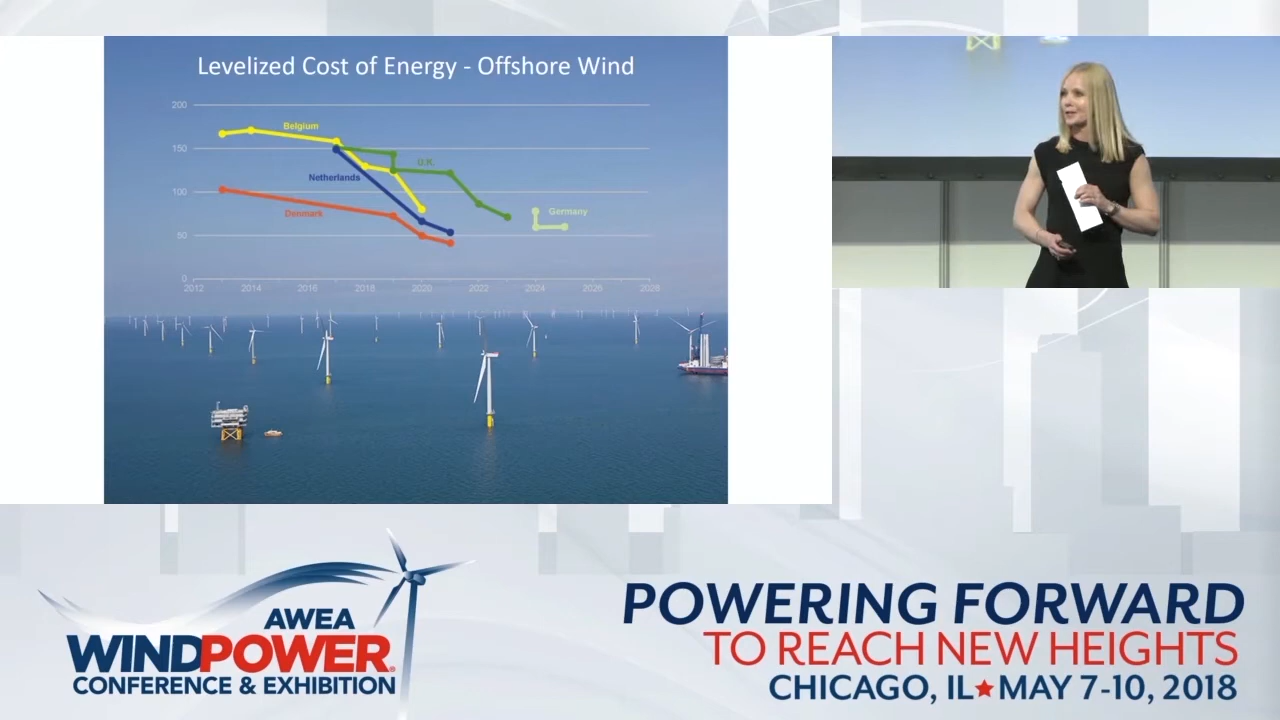 Levelized Cost of Energy - Offshore Wind
200
Belgium
150
U.K.
Netherlands
100
Denmark
Germany
50
0
2012 2014 2016 2018 2020 2022 2024 2026 2028
AWEA
WINDPOWER®
CONFERENCE & EXHIBITION
POWERING FORWARD
TO REACH NEW HEIGHTS
CHICAGO, IL★MAY 7-10, 2018